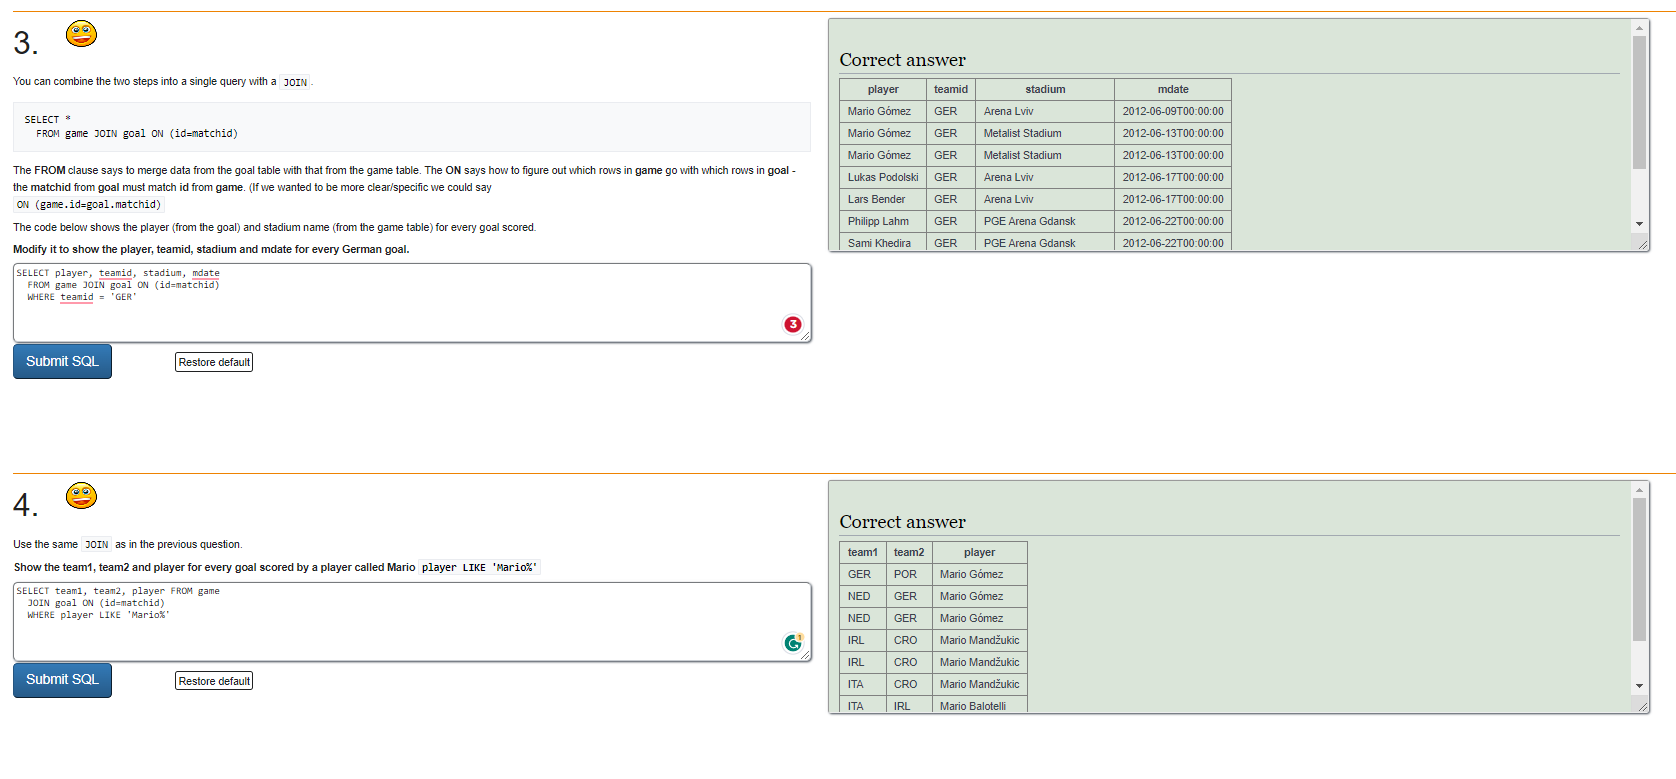 3.
You can combine the two steps into a single query with a JOIN .
SELECT *
FROM game JOIN goal ON (id=matchid)
The FROM clause says to merge data from the goal table with that from the game table. The ON says how to figure out which rows in game go with which rows in goal -
the matchid from goal must match id from game. (If we wanted to be more clear/specific we could say
ON (game.id=goal.matchid)
The code below shows the player (from the goal) and stadium name (from the game table) for every goal scored.
Modify it to show the player, teamid, stadium and mdate for every German goal.
SELECT player, teamid, stadium, mdate
FROM game JOIN goal ON (id=matchid)
WHERE teamid = 'GER'
3
Submit SQL Restore default
Correct answer
player teamid stadium mdate
Mario Gómez GER Arena Lviv 2012-06-09T00:00:00
Mario Gómez GER Metalist Stadium 2012-06-13T00:00:00
Mario Gómez GER Metalist Stadium 2012-06-13T00:00:00
Lukas Podolski GER Arena Lviv 2012-06-17T00:00:00
Lars Bender GER Arena Lviv 2012-06-17T00:00:00
Philipp Lahm GER PGE Arena Gdansk 2012-06-22T00:00:00
Sami Khedira GER PGE Arena Gdansk 2012-06-22T00:00:00
4.
Use the same JOIN as in the previous question.
Show the team1, team2 and player for every goal scored by a player called Mario player LIKE 'Mario%'
SELECT team1, team2, player FROM game
JOIN goal ON (id=matchid)
WHERE player LIKE 'Mario%'
1
Submit SQL Restore default
Correct answer
team1 team2 player
GER POR Mario Gómez
NED GER Mario Gómez
NED GER Mario Gómez
IRL CRO Mario Mandžukic
IRL CRO Mario Mandžukic
ITA CRO Mario Mandžukic
ITA IRL Mario Balotelli